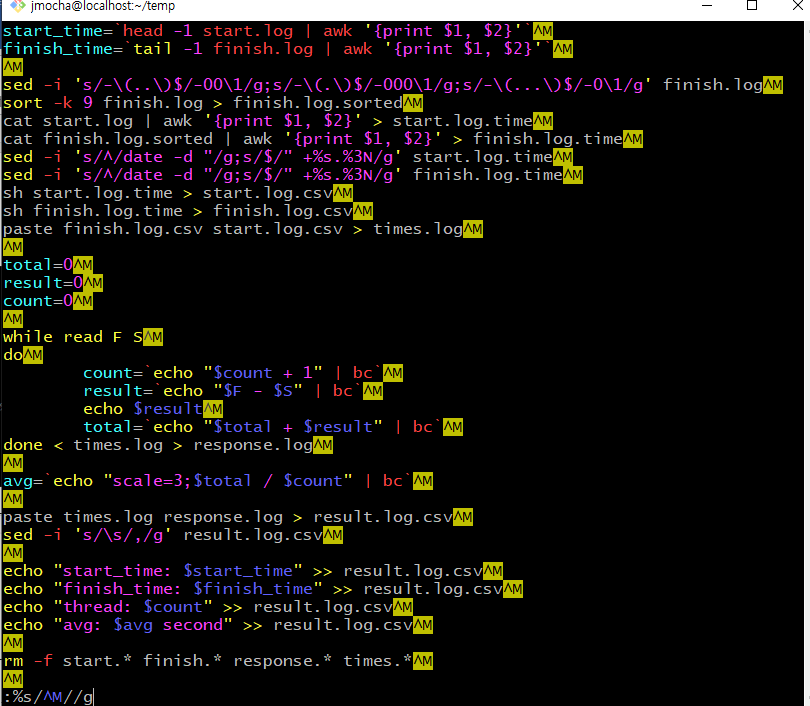 jmocha@localhost:~/temp
start_time=`head -1 start.log | awk '{print $1, $2}'`^M
finish_time=`tail -1 finish.log | awk '{print $1, $2}'`^M
^M
sed -i 's/-\(..\)$/-00\1/g;s/-\(.\)$/-000\1/g;s/-\(...\)$/-0\1/g' finish.log^M
sort -k 9 finish.log > finish.log.sorted^M
cat start.log | awk '{print $1, $2}' > start.log.time^M
cat finish.log.sorted | awk '{print $1, $2}' > finish.log.time^M
sed -i 's/^/date -d "/g;s/$/" +%s.%3N/g' start.log.time^M
sed -i 's/^/date -d "/g;s/$/" +%s.%3N/g' finish.log.time^M
sh start.log.time > start.log.csv^M
sh finish.log.time > finish.log.csv^M
paste finish.log.csv start.log.csv > times.log^M
^M
total=0^M
result=0^M
count=0^M
^M
while read F S^M
do^M
        count=`echo "$count + 1" | bc`^M
        result=`echo "$F - $S" | bc`^M
        echo $result^M
        total=`echo "$total + $result" | bc`^M
done < times.log > response.log^M
^M
avg=`echo "scale=3;$total / $count" | bc`^M
^M
paste times.log response.log > result.log.csv^M
sed -i 's/\s/,/g' result.log.csv^M
^M
echo "start_time: $start_time" >> result.log.csv^M
echo "finish_time: $finish_time" >> result.log.csv^M
echo "thread: $count" >> result.log.csv^M
echo "avg: $avg second" >> result.log.csv^M
^M
rm -f start.* finish.* response.* times.*^M
^M
:%s/^M//g